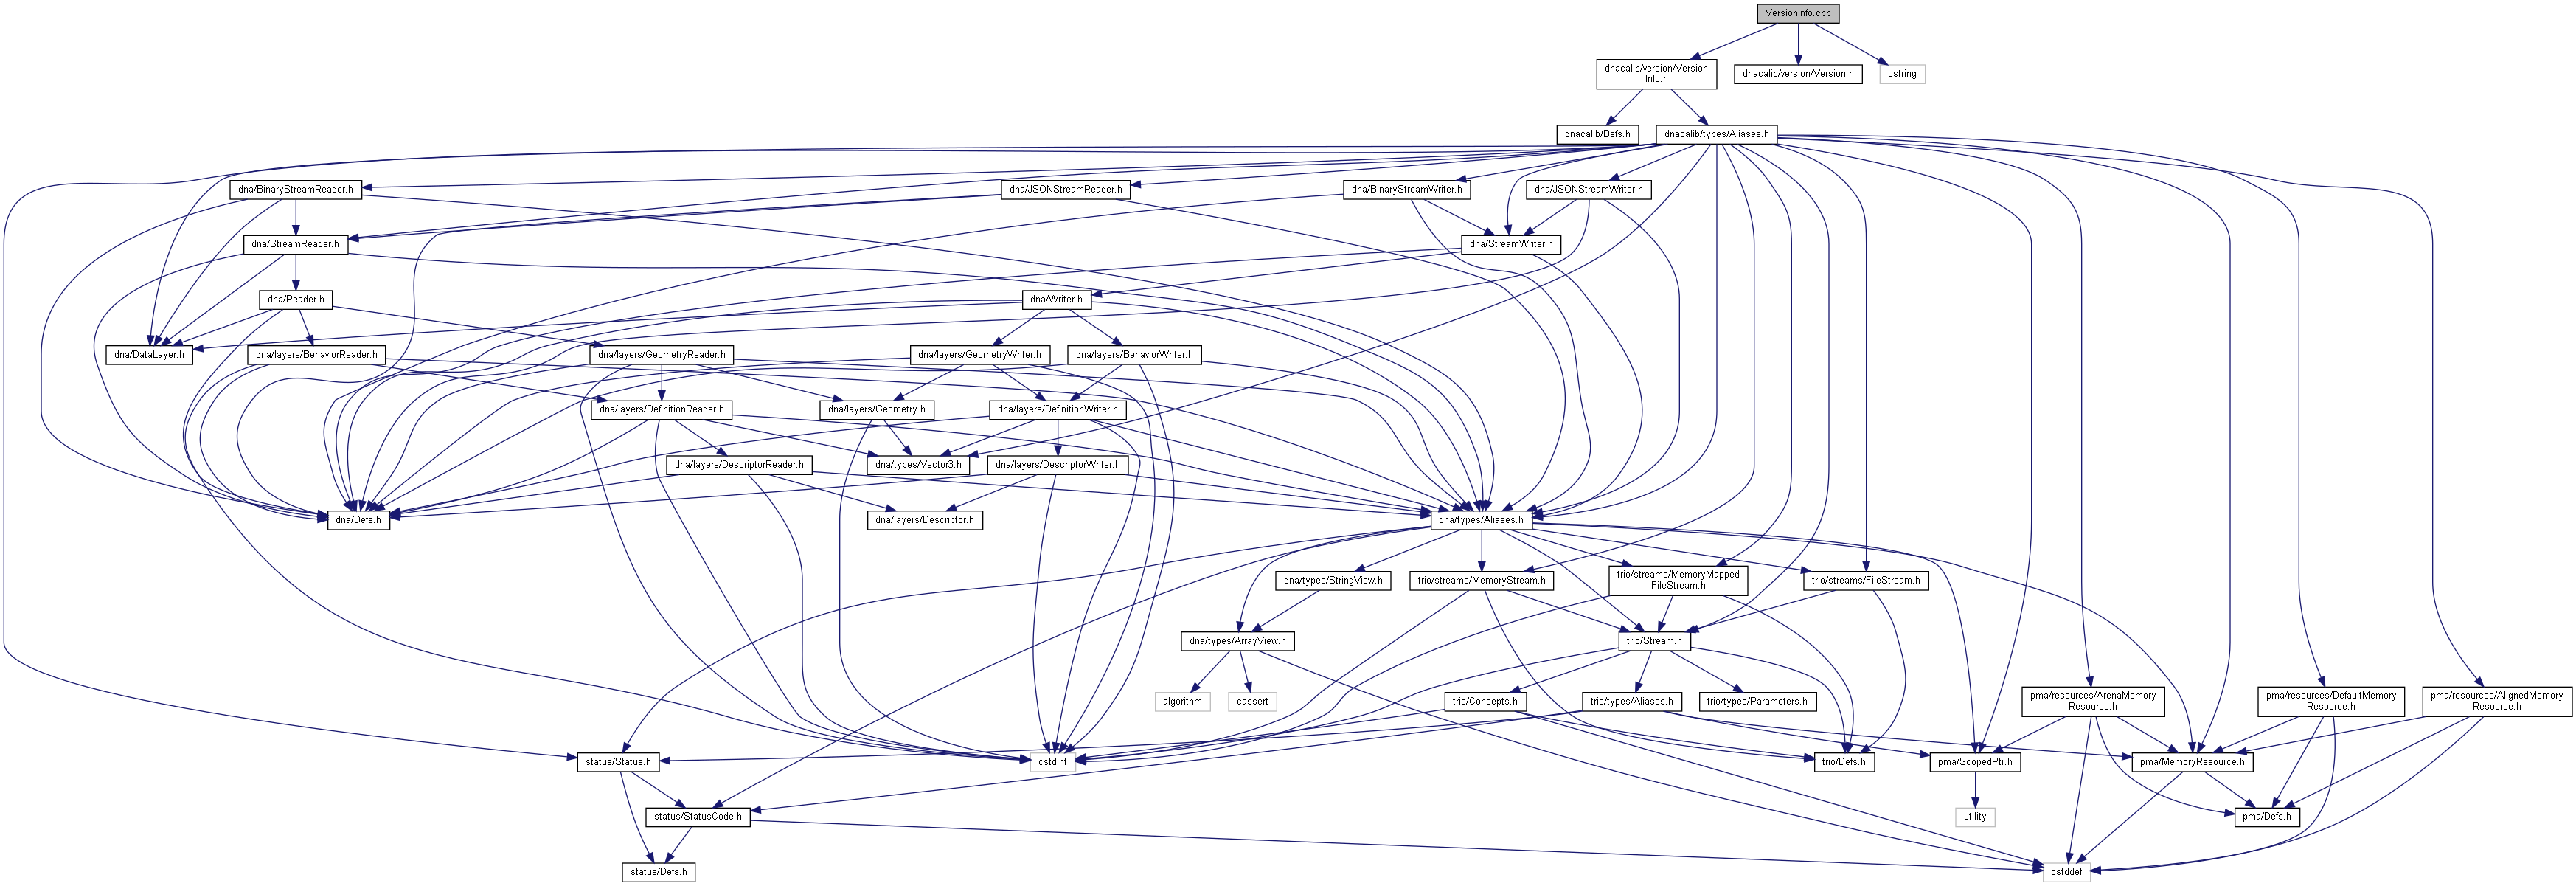 VersionInfo.cpp
dnacalib/version/Version
Info.h
dnacalib/version/Version.h
cstring
dnacalib/Defs.h
dnacalib/types/Aliases.h
dna/BinaryStreamReader.h
dna/JSONStreamReader.h
dna/BinaryStreamWriter.h
dna/JSONStreamWriter.h
dna/StreamReader.h
dna/StreamWriter.h
dna/Reader.h
dna/Writer.h
dna/DataLayer.h
dna/layers/BehaviorReader.h
dna/layers/GeometryReader.h
dna/layers/GeometryWriter.h
dna/layers/BehaviorWriter.h
dna/layers/DefinitionReader.h
dna/layers/Geometry.h
dna/layers/DefinitionWriter.h
dna/layers/DescriptorReader.h
dna/types/Vector3.h
dna/layers/DescriptorWriter.h
dna/Defs.h
dna/layers/Descriptor.h
dna/types/Aliases.h
dna/types/StringView.h
trio/streams/MemoryStream.h
trio/streams/MemoryMapped
FileStream.h
trio/streams/FileStream.h
dna/types/ArrayView.h
trio/Stream.h
algorithm
cassert
trio/Concepts.h
trio/types/Aliases.h
trio/types/Parameters.h
pma/resources/ArenaMemory
Resource.h
pma/resources/DefaultMemory
Resource.h
pma/resources/AlignedMemory
Resource.h
status/Status.h
cstdint
trio/Defs.h
pma/ScopedPtr.h
pma/MemoryResource.h
status/StatusCode.h
utility
pma/Defs.h
status/Defs.h
cstddef